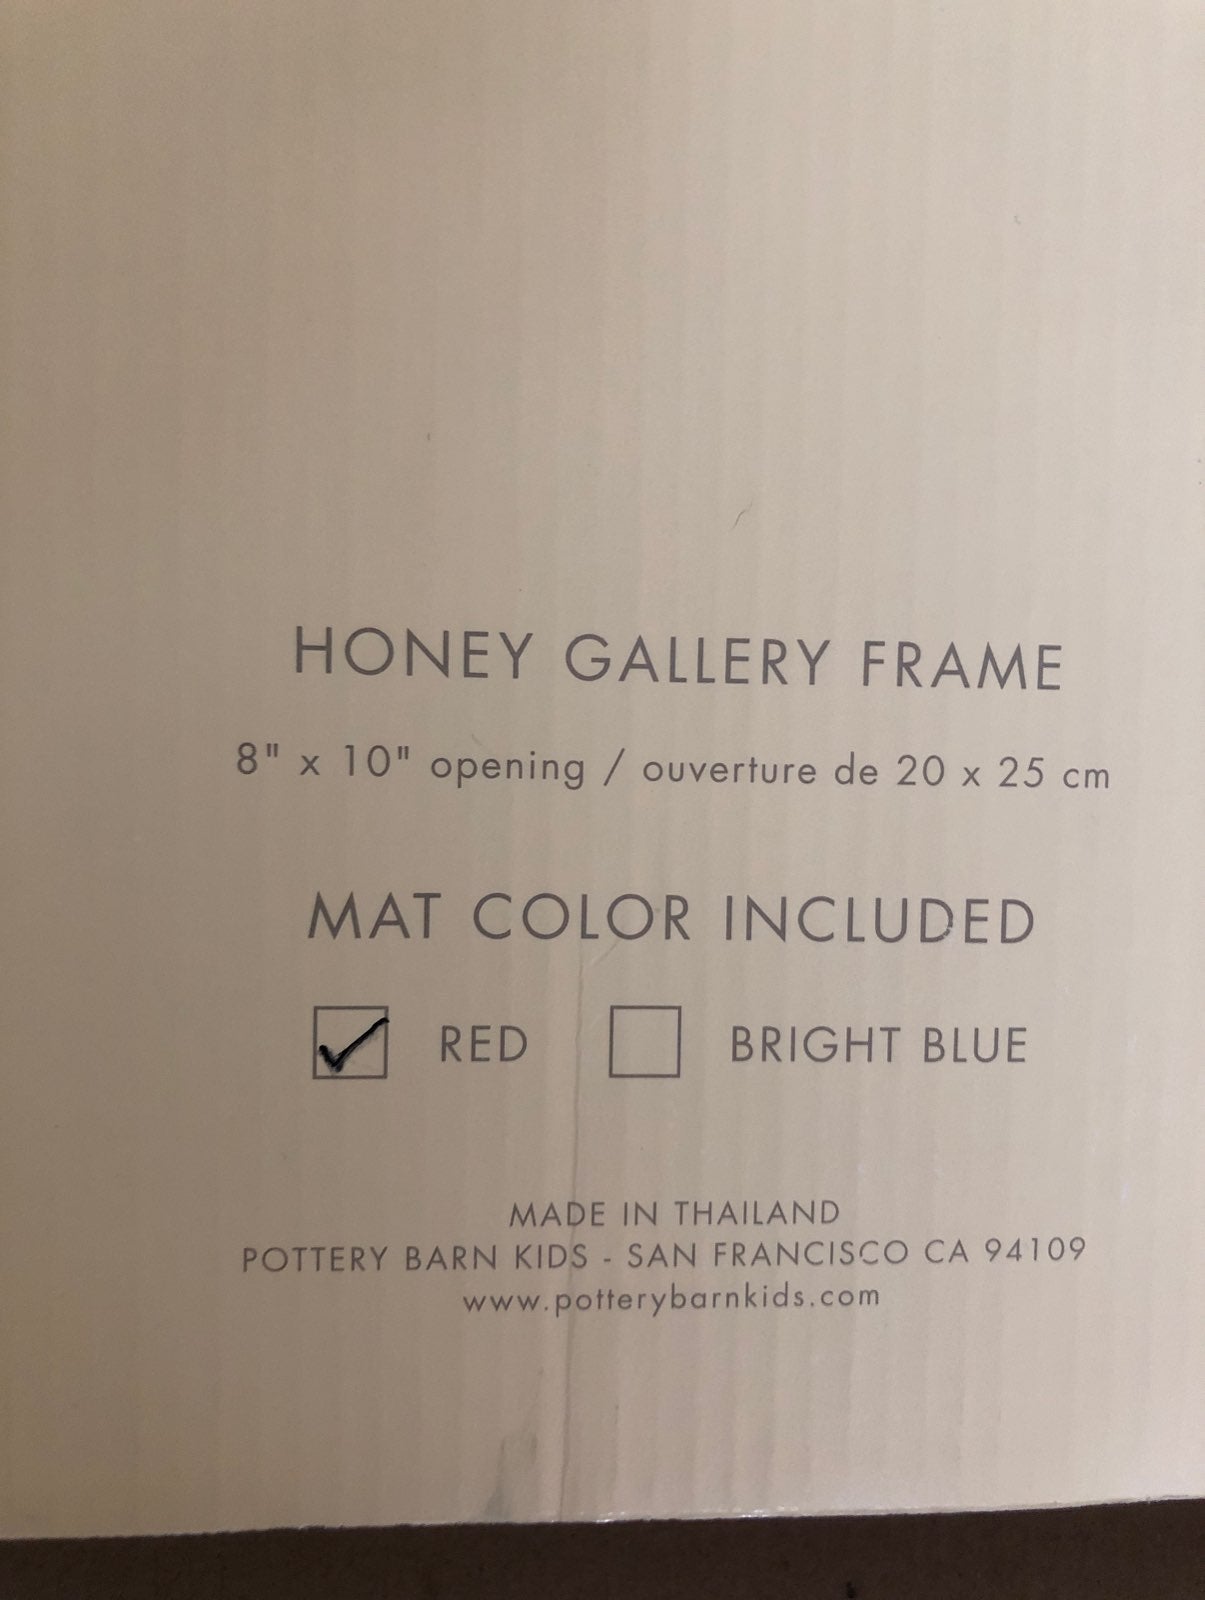 HONEY GALLERY FRAME
8" x 10" opening / ouverture de 20 x 25 cm
MAT COLOR INCLUDED
RED BRIGHT BLUE
MADE IN THAILAND
POTTERY BARN KIDS - SAN FRANCISCO CA 94109
www.potterybarnkids.com